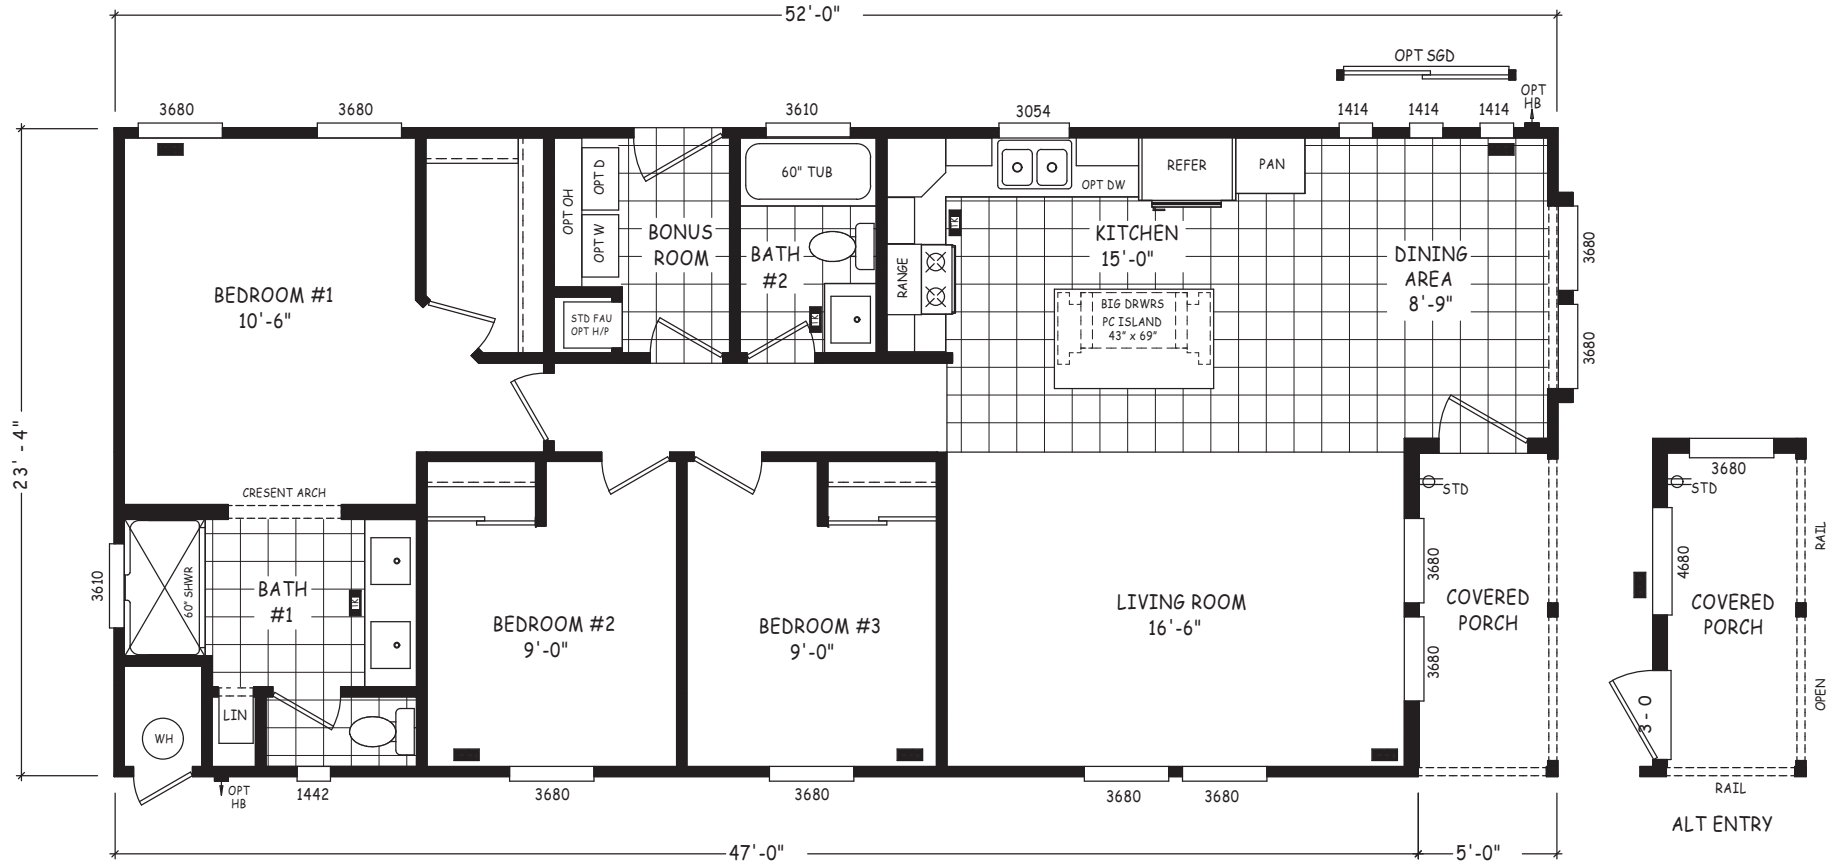 52'-0"
OPT SGD
3680
3680
3610
3054
1414
1414
1414
OPT
HB
60" TUB
REFER
PAN
OPT DW
OPT D
OPT OH
OPT W
BONUS
ROOM
BATH
#2
TK
TK
RANGE
KITCHEN
15'-0"
DINING
AREA
8'-9"
3680
3680
BEDROOM #1
10'-6"
STD FAU
OPT H/P
BIG DRWRS
PC ISLAND
43" x 69"
23'-4"
CRESENT ARCH
3610
60" SHWR
BATH
#1
TK
BEDROOM #2
9'-0"
BEDROOM #3
9'-0"
LIVING ROOM
16'-6"
STD
3680
3680
COVERED
PORCH
3680
STD
4680
COVERED
PORCH
RAIL
OPEN
3-0
RAIL
ALT ENTRY
LIN
WH
OPT
HB
1442
3680
3680
3680
3680
47'-0"
5'-0"